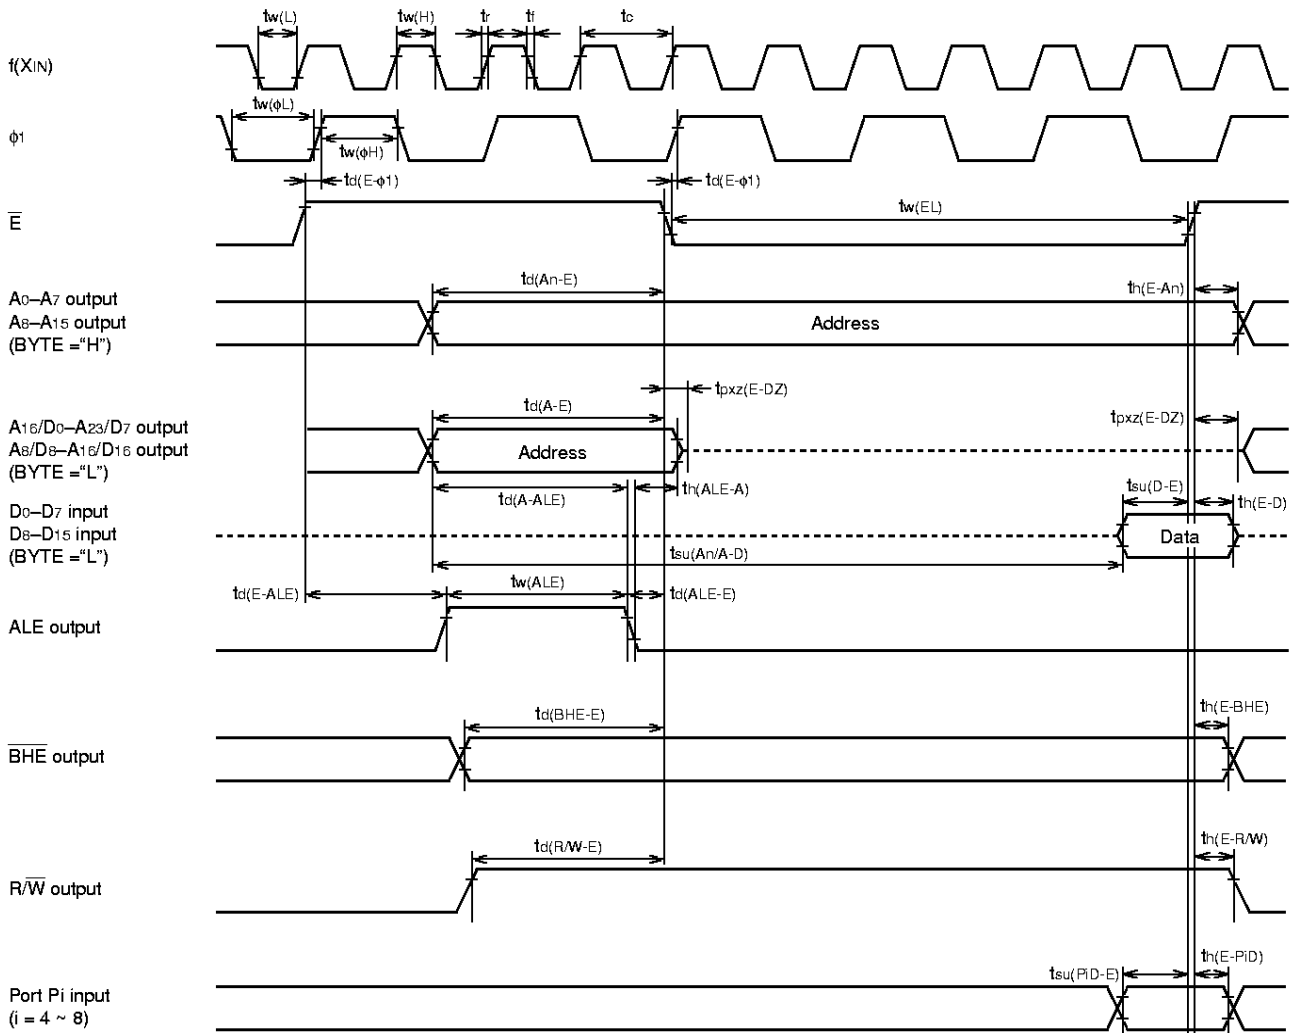 tw(L) tw(H) tr tf tc
f(XIN)
tw(ϕL)
ϕ1
tw(ϕH)
td(E-ϕ1) td(E-ϕ1)
E̅ tw(EL)
td(An-E) th(E-An)
A0–A7 output
A8–A15 output
(BYTE =“H”)
Address
tpxz(E-DZ)
td(A-E) tpxz(E-DZ)
A16/D0–A23/D7 output
A8/D8–A16/D16 output
(BYTE =“L”)
Address
td(A-ALE) th(ALE-A) tsu(D-E) th(E-D)
D0–D7 input
D8–D15 input
(BYTE =“L”)
Data
tsu(An/A-D)
td(E-ALE) tw(ALE) td(ALE-E)
ALE output
td(BHE-E) th(E-BHE)
B̅H̅E̅ output
td(R/W-E) th(E-R/W)
R/W̅ output
tsu(PiD-E) th(E-PiD)
Port Pi input
(i = 4 ~ 8)